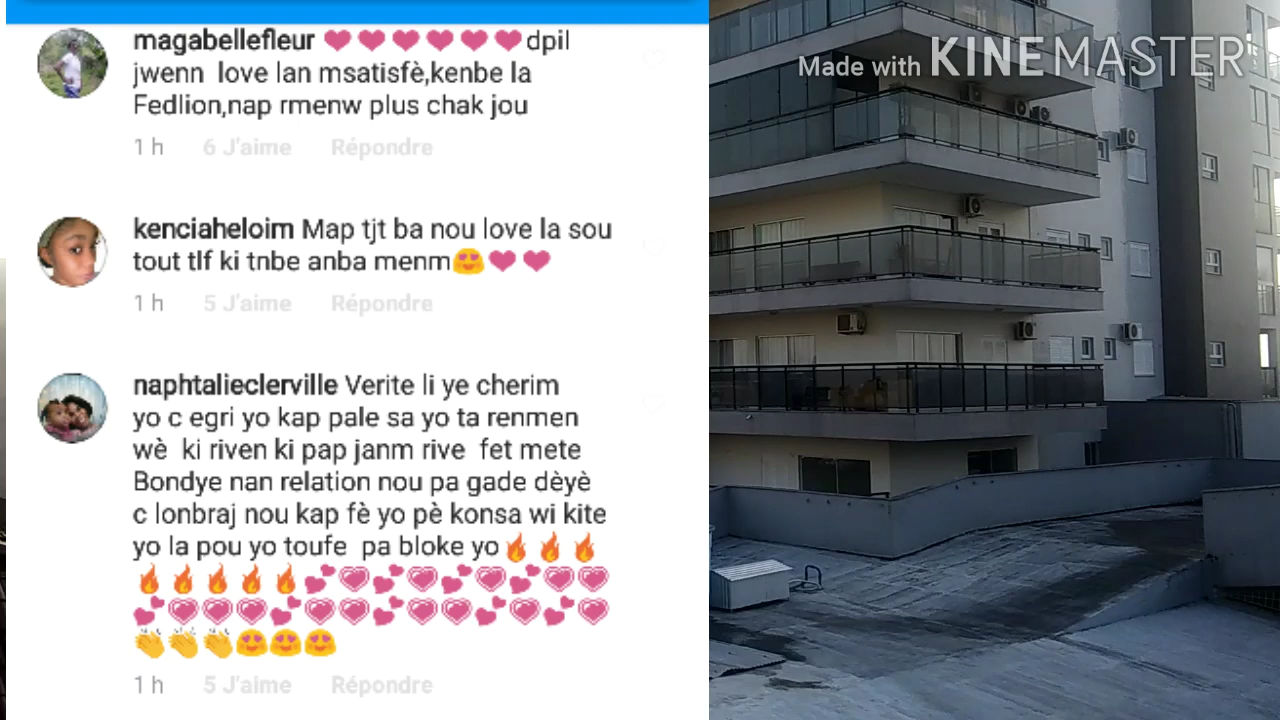 magabellefleur 💗💗💗💗💗💗dpil
jwenn love lan msatisfè,kenbe la
Fedlion,nap rmenw plus chak jou
1 h 6 J'aime Répondre
kenciaheloim Map tjt ba nou love la sou
tout tlf ki tnbe anba menm😍❤❤
1 h 5 J'aime Répondre
naphtalieclerville Verite li ye cherim
yo c egri yo kap pale sa yo ta renmen
wè ki riven ki pap janm rive fet mete
Bondye nan relation nou pa gade dèyè
c lonbraj nou kap fè yo pè konsa wi kite
yo la pou yo toufe pa bloke yo🔥🔥🔥
🔥🔥🔥🔥🔥💕💗💕💗💕💗💕💗💗
💕💗💗💗💕💗💗💕💗💗💕💗💕💗
👏👏👏😍😍😍
1 h 5 J'aime Répondre
Made with KINEMASTER